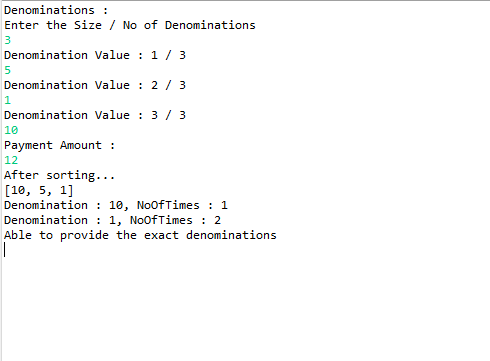 Denominations :
Enter the Size / No of Denominations
3
Denomination Value : 1 / 3
5
Denomination Value : 2 / 3
1
Denomination Value : 3 / 3
10
Payment Amount :
12
After sorting...
[10, 5, 1]
Denomination : 10, NoOfTimes : 1
Denomination : 1, NoOfTimes : 2
Able to provide the exact denominations